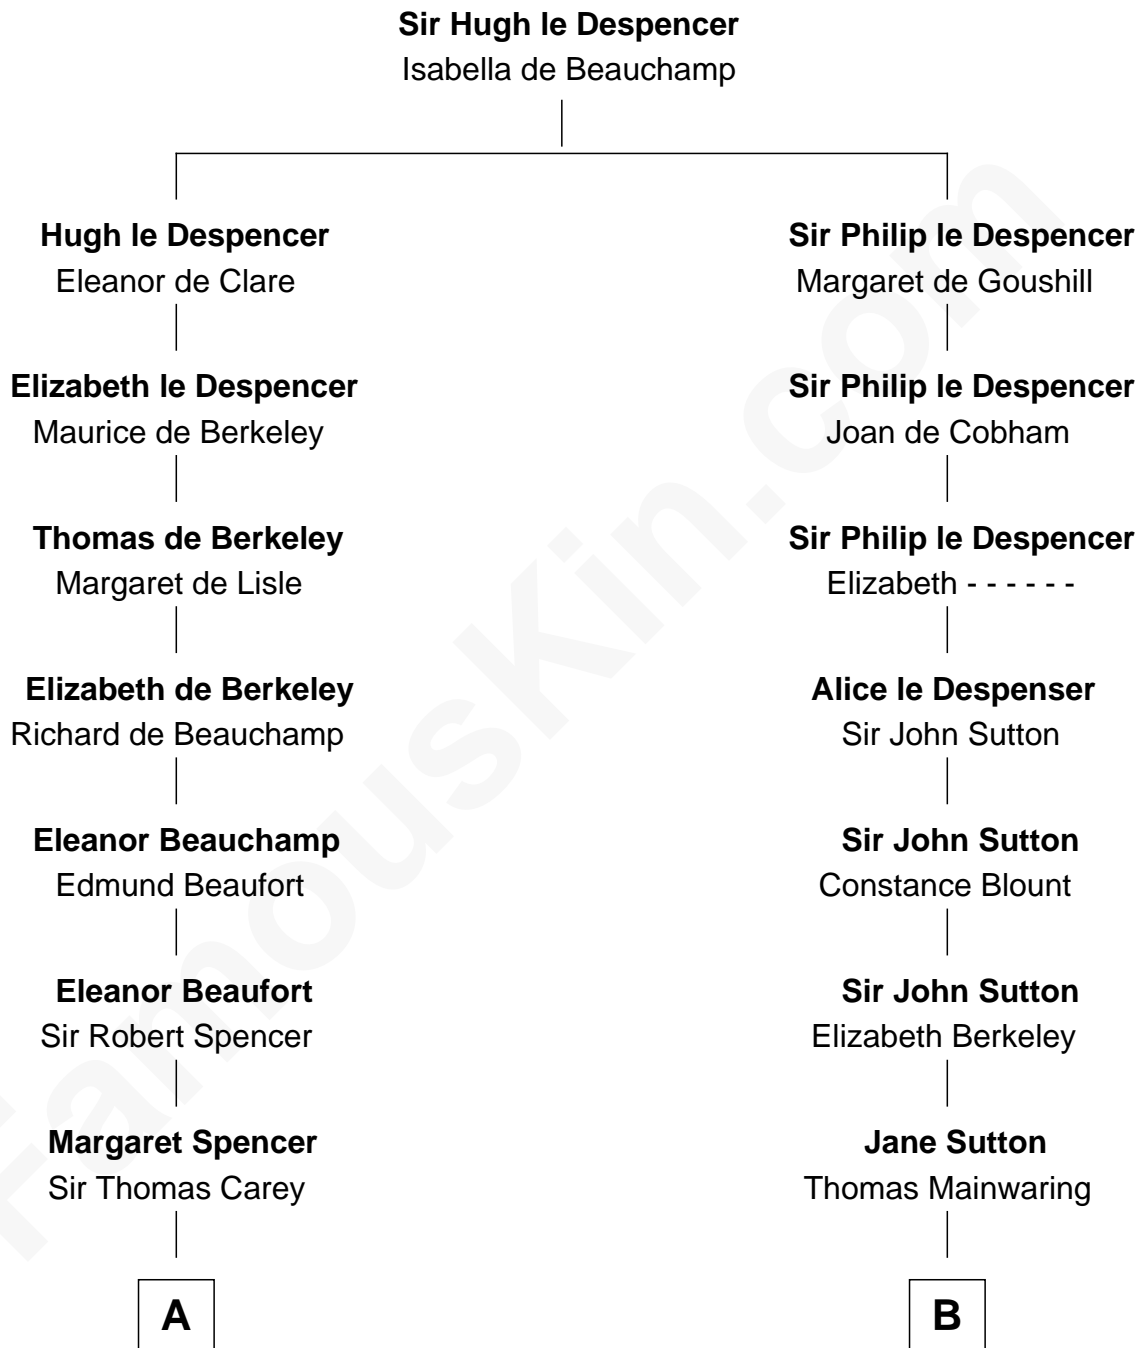 Sir Hugh le Despencer
Isabella de Beauchamp
Hugh le Despencer
Eleanor de Clare
Sir Philip le Despencer
Margaret de Goushill
Elizabeth le Despencer
Maurice de Berkeley
Sir Philip le Despencer
Joan de Cobham
Thomas de Berkeley
Margaret de Lisle
Sir Philip le Despencer
Elizabeth - - - - - -
Elizabeth de Berkeley
Richard de Beauchamp
Alice le Despenser
Sir John Sutton
Eleanor Beauchamp
Edmund Beaufort
Sir John Sutton
Constance Blount
Eleanor Beaufort
Sir Robert Spencer
Sir John Sutton
Elizabeth Berkeley
Margaret Spencer
Sir Thomas Carey
Jane Sutton
Thomas Mainwaring
A
B
FamousKin.com